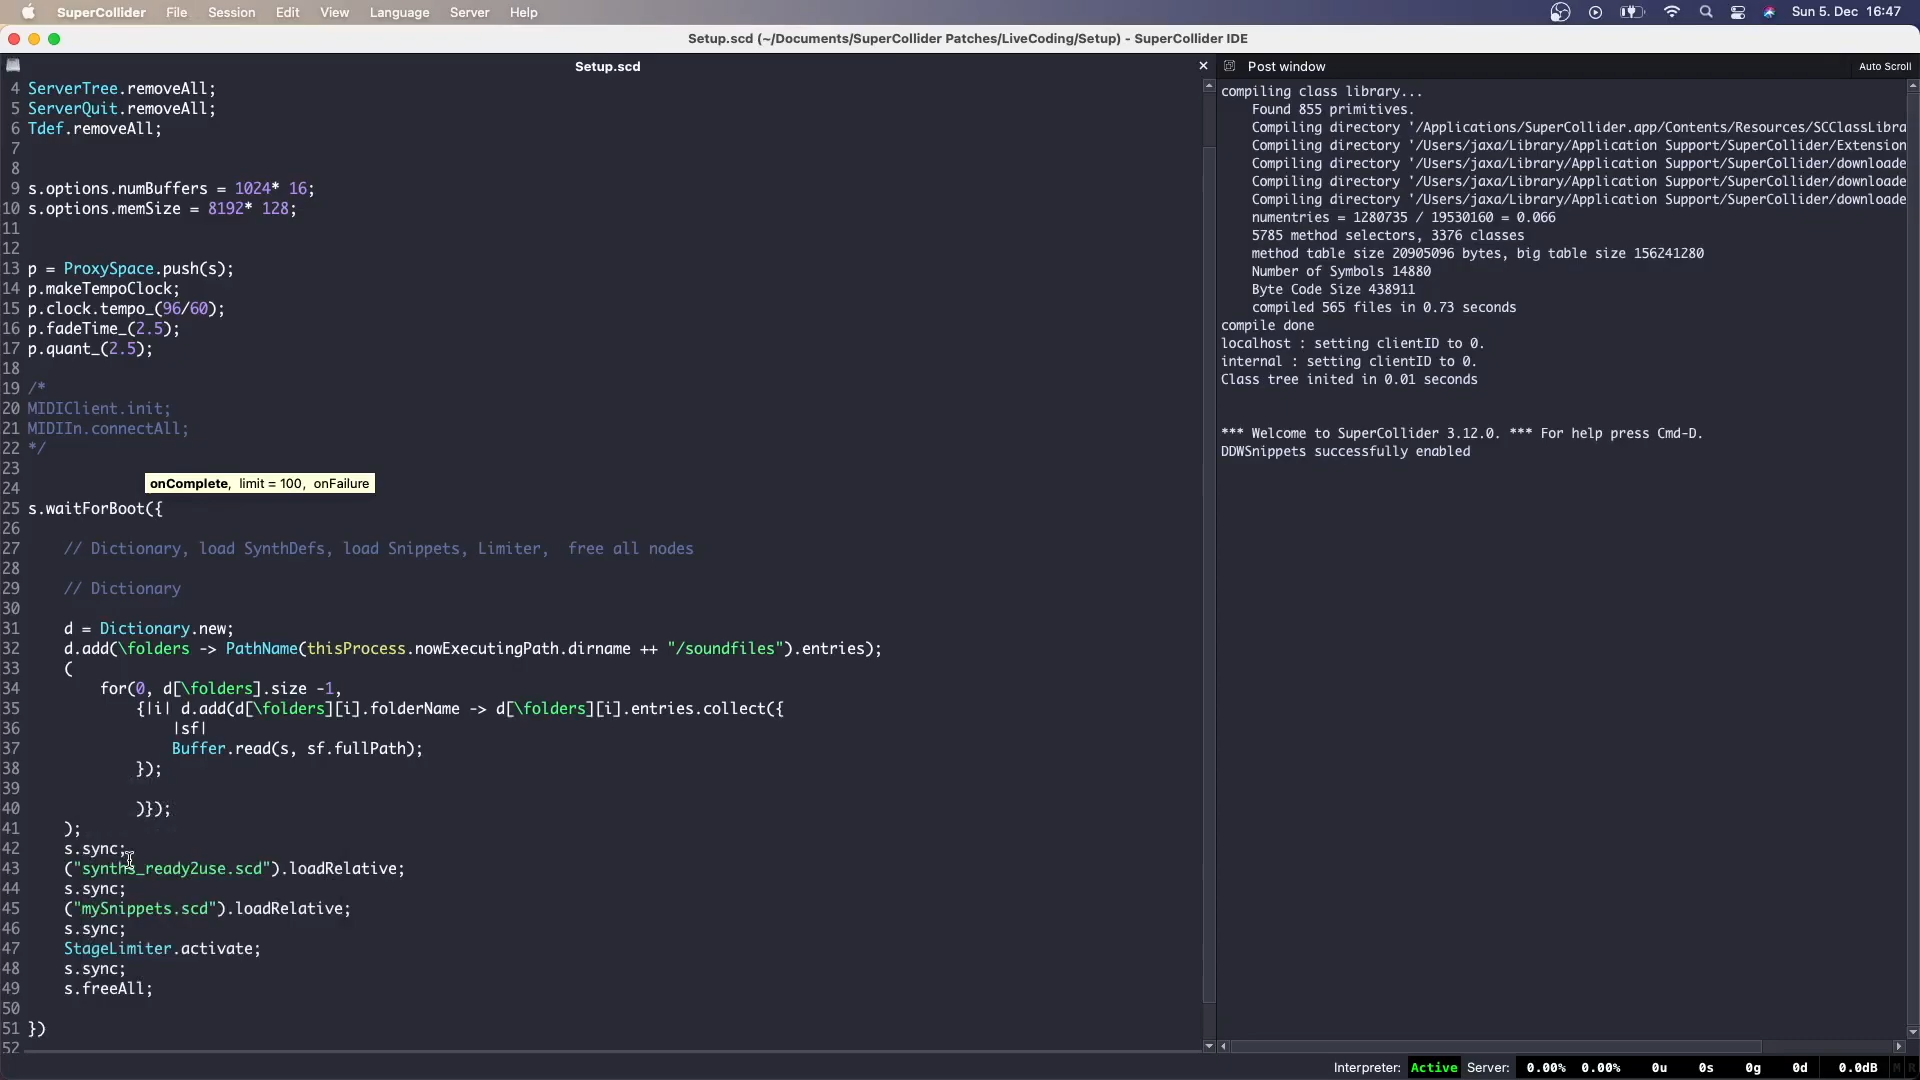 SuperCollider File Session Edit View Language Server Help Sun 5. Dec 16:47
Setup.scd (~/Documents/SuperCollider Patches/LiveCoding/Setup) - SuperCollider IDE
Setup.scd
4 ServerTree.removeAll;
5 ServerQuit.removeAll;
6 Tdef.removeAll;
7
8
9 s.options.numBuffers = 1024* 16;
10 s.options.memSize = 8192* 128;
11
12
13 p = ProxySpace.push(s);
14 p.makeTempoClock;
15 p.clock.tempo_(96/60);
16 p.fadeTime_(2.5);
17 p.quant_(2.5);
18
19 /*
20 MIDIClient.init;
21 MIDIIn.connectAll;
22 */
23
24
onComplete, limit = 100, onFailure
25 s.waitForBoot({
26
27 // Dictionary, load SynthDefs, load Snippets, Limiter, free all nodes
28
29 // Dictionary
30
31 d = Dictionary.new;
32 d.add(\folders -> PathName(thisProcess.nowExecutingPath.dirname ++ "/soundfiles").entries);
33 (
34 for(0, d[\folders].size -1,
35 {|i| d.add(d[\folders][i].folderName -> d[\folders][i].entries.collect({
36 |sf|
37 Buffer.read(s, sf.fullPath);
38 });
39
40 )});
41 );
42 s.sync;
43 ("synths_ready2use.scd").loadRelative;
44 s.sync;
45 ("mySnippets.scd").loadRelative;
46 s.sync;
47 StageLimiter.activate;
48 s.sync;
49 s.freeAll;
50
51 })
52
Post window Auto Scroll
compiling class library...
Found 855 primitives.
Compiling directory '/Applications/SuperCollider.app/Contents/Resources/SCClassLibra
Compiling directory '/Users/jaxa/Library/Application Support/SuperCollider/Extension
Compiling directory '/Users/jaxa/Library/Application Support/SuperCollider/downloade
Compiling directory '/Users/jaxa/Library/Application Support/SuperCollider/downloade
Compiling directory '/Users/jaxa/Library/Application Support/SuperCollider/downloade
numentries = 1280735 / 19530160 = 0.066
5785 method selectors, 3376 classes
method table size 20905096 bytes, big table size 156241280
Number of Symbols 14880
Byte Code Size 438911
compiled 565 files in 0.73 seconds
compile done
localhost : setting clientID to 0.
internal : setting clientID to 0.
Class tree inited in 0.01 seconds
*** Welcome to SuperCollider 3.12.0. *** For help press Cmd-D.
DDWSnippets successfully enabled
Interpreter: Active Server: 0.00% 0.00% 0u 0s 0g 0d 0.0dB M R